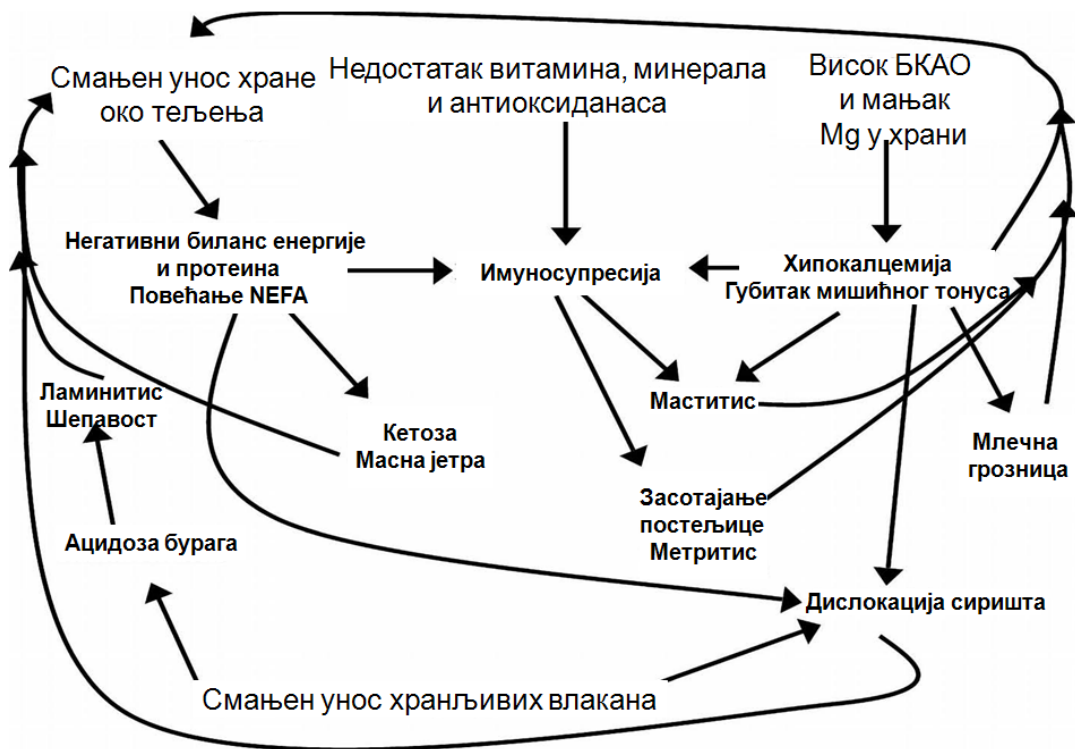 Смањен унос хране
око тељења
Недостатак витамина, минерала
и антиоксиданаса
Висок БКАО
и мањак
Mg у храни
Негативни биланс енергије
и протеина
Повећање NEFA
Имуносупресија
Хипокалцемија
Губитак мишићног тонуса
Ламинитис
Шепавост
Кетоза
Масна јетра
Маститис
Млечна
грозница
Засотајање
постељице
Метритис
Ацидоза бурага
Дислокација сиришта
Смањен унос хранљивих влакана